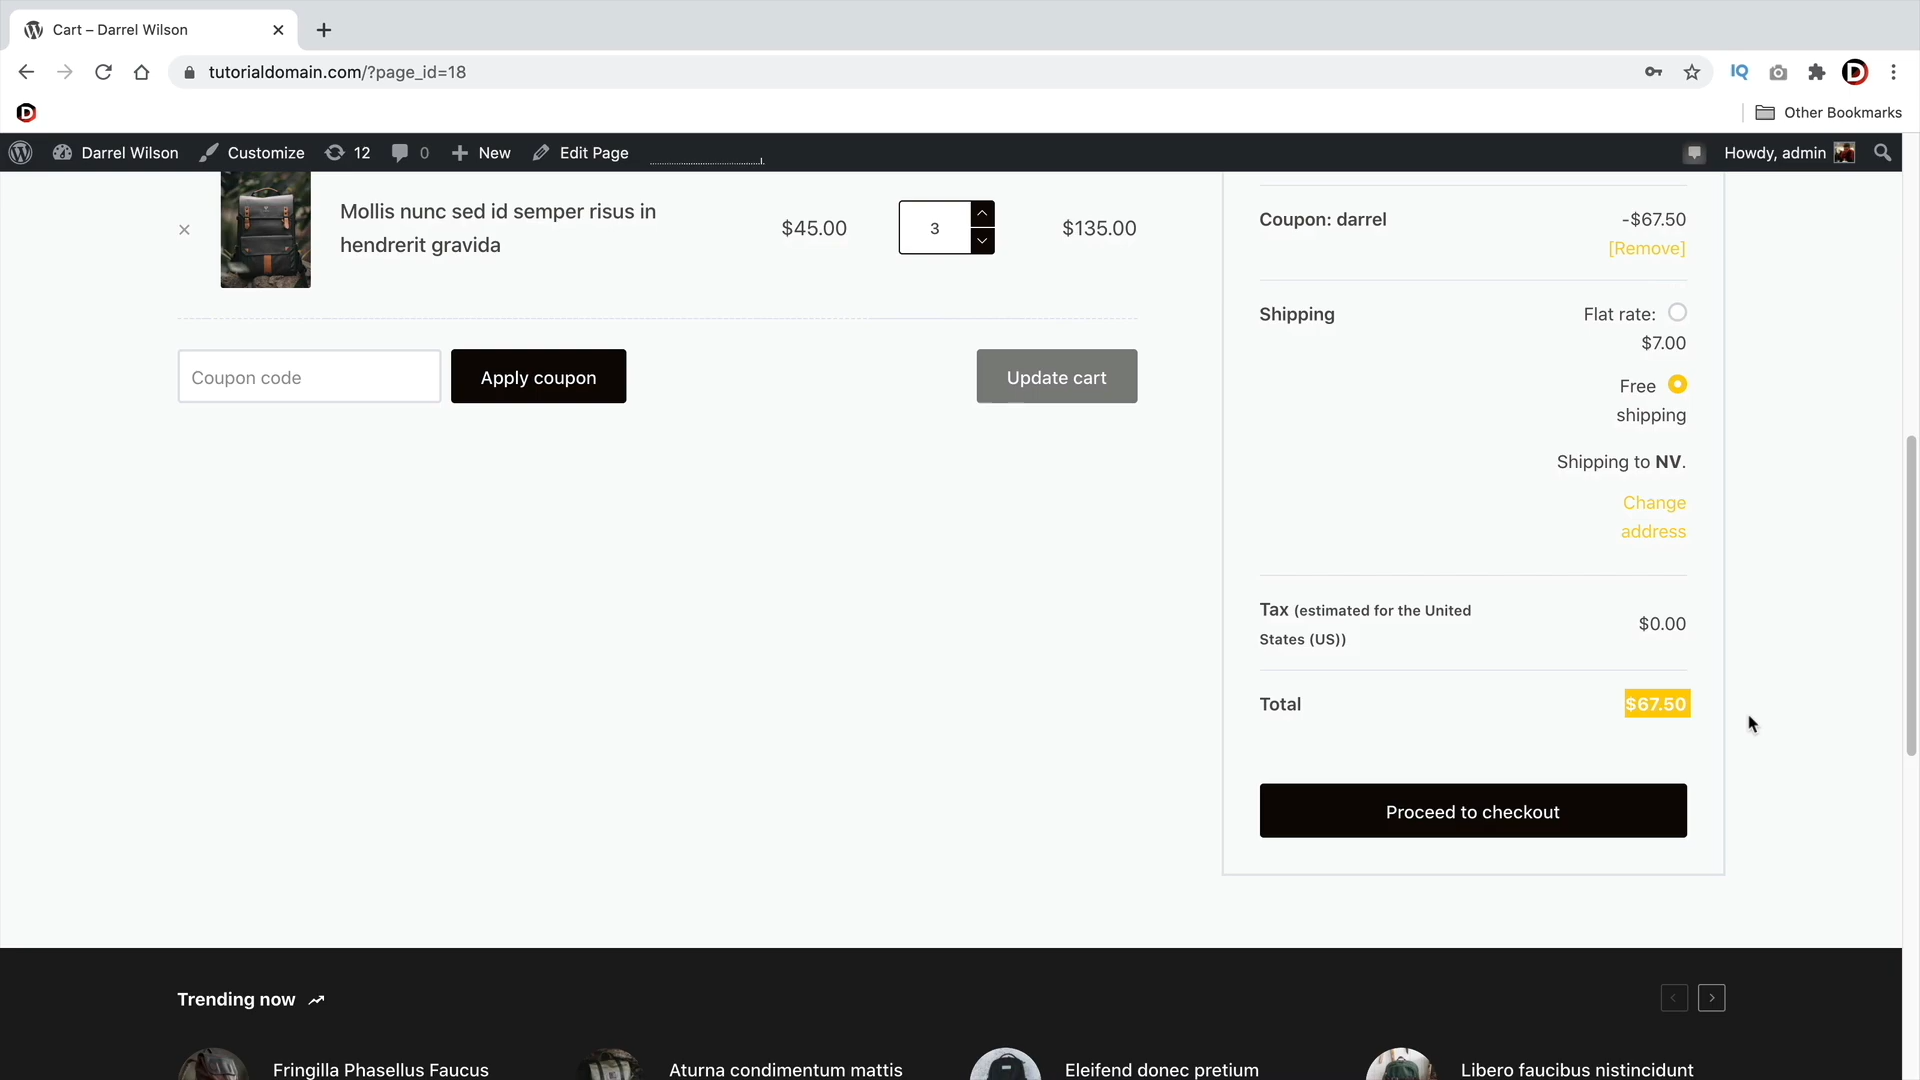 Cart – Darrel Wilson
tutorialdomain.com/?page_id=18
IQ
D
D
Other Bookmarks
Darrel Wilson
Customize
12
0
New
Edit Page
Howdy, admin
Mollis nunc sed id semper risus in
hendrerit gravida
$45.00
3
$135.00
Coupon code
Apply coupon
Update cart
Coupon: darrel
-$67.50
[Remove]
Shipping
Flat rate:
$7.00
Free
shipping
Shipping to NV.
Change
address
Tax (estimated for the United
States (US))
$0.00
Total
$67.50
Proceed to checkout
Trending now
Fringilla Phasellus Faucus
Aturna condimentum mattis
Eleifend donec pretium
Libero faucibus nistincidunt